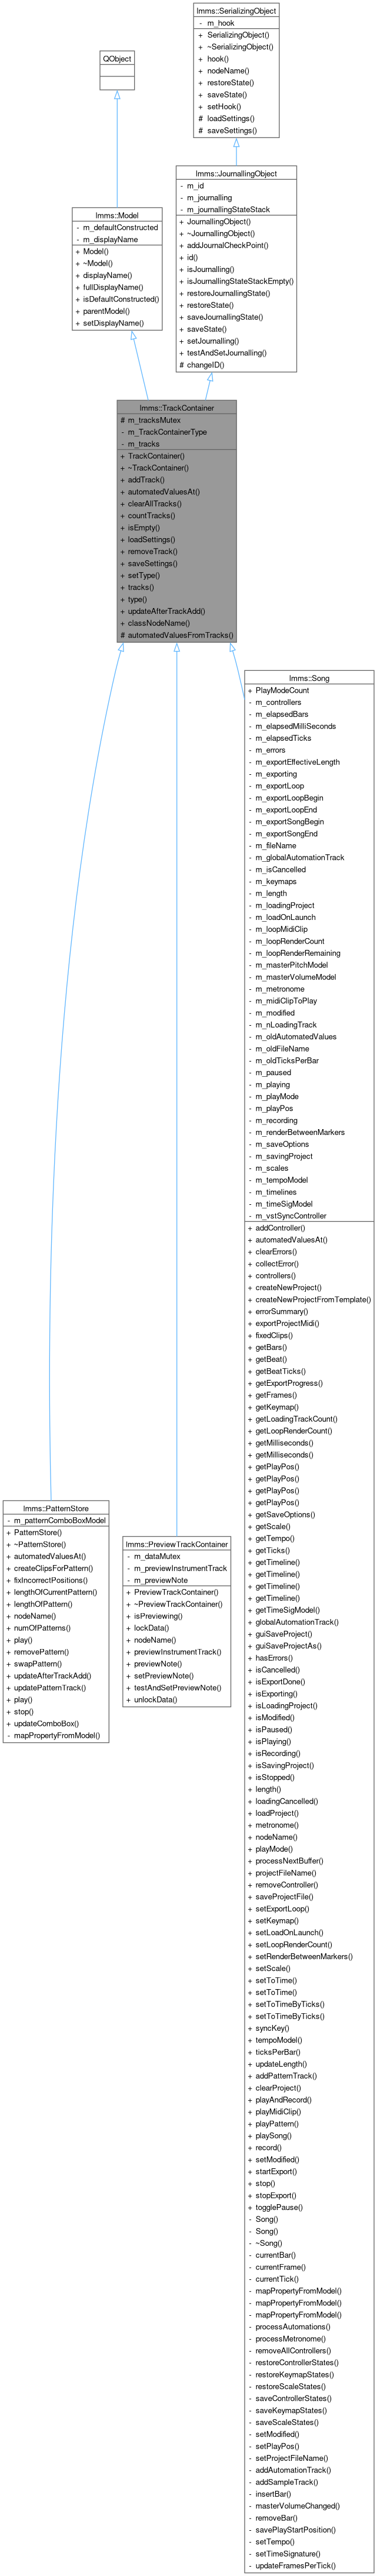 lmms::SerializingObject
- m_hook
+ SerializingObject()
+ ~SerializingObject()
+ hook()
+ nodeName()
+ restoreState()
+ saveState()
+ setHook()
# loadSettings()
# saveSettings()
QObject
lmms::JournallingObject
- m_id
- m_journalling
- m_journallingStateStack
+ JournallingObject()
+ ~JournallingObject()
+ addJournalCheckPoint()
+ id()
+ isJournalling()
+ isJournallingStateStackEmpty()
+ restoreJournallingState()
+ restoreState()
+ saveJournallingState()
+ saveState()
+ setJournalling()
+ testAndSetJournalling()
# changeID()
lmms::Model
- m_defaultConstructed
- m_displayName
+ Model()
+ ~Model()
+ displayName()
+ fullDisplayName()
+ isDefaultConstructed()
+ parentModel()
+ setDisplayName()
lmms::TrackContainer
# m_tracksMutex
- m_TrackContainerType
- m_tracks
+ TrackContainer()
+ ~TrackContainer()
+ addTrack()
+ automatedValuesAt()
+ clearAllTracks()
+ countTracks()
+ isEmpty()
+ loadSettings()
+ removeTrack()
+ saveSettings()
+ setType()
+ tracks()
+ type()
+ updateAfterTrackAdd()
+ classNodeName()
# automatedValuesFromTracks()
lmms::Song
+ PlayModeCount
- m_controllers
- m_elapsedBars
- m_elapsedMilliSeconds
- m_elapsedTicks
- m_errors
- m_exportEffectiveLength
- m_exporting
- m_exportLoop
- m_exportLoopBegin
- m_exportLoopEnd
- m_exportSongBegin
- m_exportSongEnd
- m_fileName
- m_globalAutomationTrack
- m_isCancelled
- m_keymaps
- m_length
- m_loadingProject
- m_loadOnLaunch
- m_loopMidiClip
- m_loopRenderCount
- m_loopRenderRemaining
- m_masterPitchModel
- m_masterVolumeModel
- m_metronome
- m_midiClipToPlay
- m_modified
- m_nLoadingTrack
- m_oldAutomatedValues
- m_oldFileName
- m_oldTicksPerBar
- m_paused
- m_playing
- m_playMode
- m_playPos
- m_recording
- m_renderBetweenMarkers
- m_saveOptions
- m_savingProject
- m_scales
- m_tempoModel
- m_timelines
- m_timeSigModel
- m_vstSyncController
+ addController()
+ automatedValuesAt()
+ clearErrors()
+ collectError()
+ controllers()
+ createNewProject()
+ createNewProjectFromTemplate()
+ errorSummary()
+ exportProjectMidi()
+ fixedClips()
+ getBars()
+ getBeat()
+ getBeatTicks()
+ getExportProgress()
+ getFrames()
+ getKeymap()
+ getLoadingTrackCount()
+ getLoopRenderCount()
+ getMilliseconds()
+ getMilliseconds()
+ getPlayPos()
+ getPlayPos()
+ getPlayPos()
+ getPlayPos()
+ getSaveOptions()
+ getScale()
+ getTempo()
+ getTicks()
+ getTimeline()
+ getTimeline()
+ getTimeline()
+ getTimeline()
+ getTimeSigModel()
+ globalAutomationTrack()
+ guiSaveProject()
+ guiSaveProjectAs()
+ hasErrors()
+ isCancelled()
+ isExportDone()
+ isExporting()
+ isLoadingProject()
+ isModified()
+ isPaused()
+ isPlaying()
+ isRecording()
+ isSavingProject()
+ isStopped()
+ length()
+ loadingCancelled()
+ loadProject()
+ metronome()
+ nodeName()
+ playMode()
+ processNextBuffer()
+ projectFileName()
+ removeController()
+ saveProjectFile()
+ setExportLoop()
+ setKeymap()
+ setLoadOnLaunch()
+ setLoopRenderCount()
+ setRenderBetweenMarkers()
+ setScale()
+ setToTime()
+ setToTime()
+ setToTimeByTicks()
+ setToTimeByTicks()
+ syncKey()
+ tempoModel()
+ ticksPerBar()
+ updateLength()
+ addPatternTrack()
+ clearProject()
+ playAndRecord()
+ playMidiClip()
+ playPattern()
+ playSong()
+ record()
+ setModified()
+ startExport()
+ stop()
+ stopExport()
+ togglePause()
- Song()
- Song()
- ~Song()
- currentBar()
- currentFrame()
- currentTick()
- mapPropertyFromModel()
- mapPropertyFromModel()
- mapPropertyFromModel()
- processAutomations()
- processMetronome()
- removeAllControllers()
- restoreControllerStates()
- restoreKeymapStates()
- restoreScaleStates()
- saveControllerStates()
- saveKeymapStates()
- saveScaleStates()
- setModified()
- setPlayPos()
- setProjectFileName()
- addAutomationTrack()
- addSampleTrack()
- insertBar()
- masterVolumeChanged()
- removeBar()
- savePlayStartPosition()
- setTempo()
- setTimeSignature()
- updateFramesPerTick()
lmms::PatternStore
- m_patternComboBoxModel
+ PatternStore()
+ ~PatternStore()
+ automatedValuesAt()
+ createClipsForPattern()
+ fixIncorrectPositions()
+ lengthOfCurrentPattern()
+ lengthOfPattern()
+ nodeName()
+ numOfPatterns()
+ play()
+ removePattern()
+ swapPattern()
+ updateAfterTrackAdd()
+ updatePatternTrack()
+ play()
+ stop()
+ updateComboBox()
- mapPropertyFromModel()
lmms::PreviewTrackContainer
- m_dataMutex
- m_previewInstrumentTrack
- m_previewNote
+ PreviewTrackContainer()
+ ~PreviewTrackContainer()
+ isPreviewing()
+ lockData()
+ nodeName()
+ previewInstrumentTrack()
+ previewNote()
+ setPreviewNote()
+ testAndSetPreviewNote()
+ unlockData()